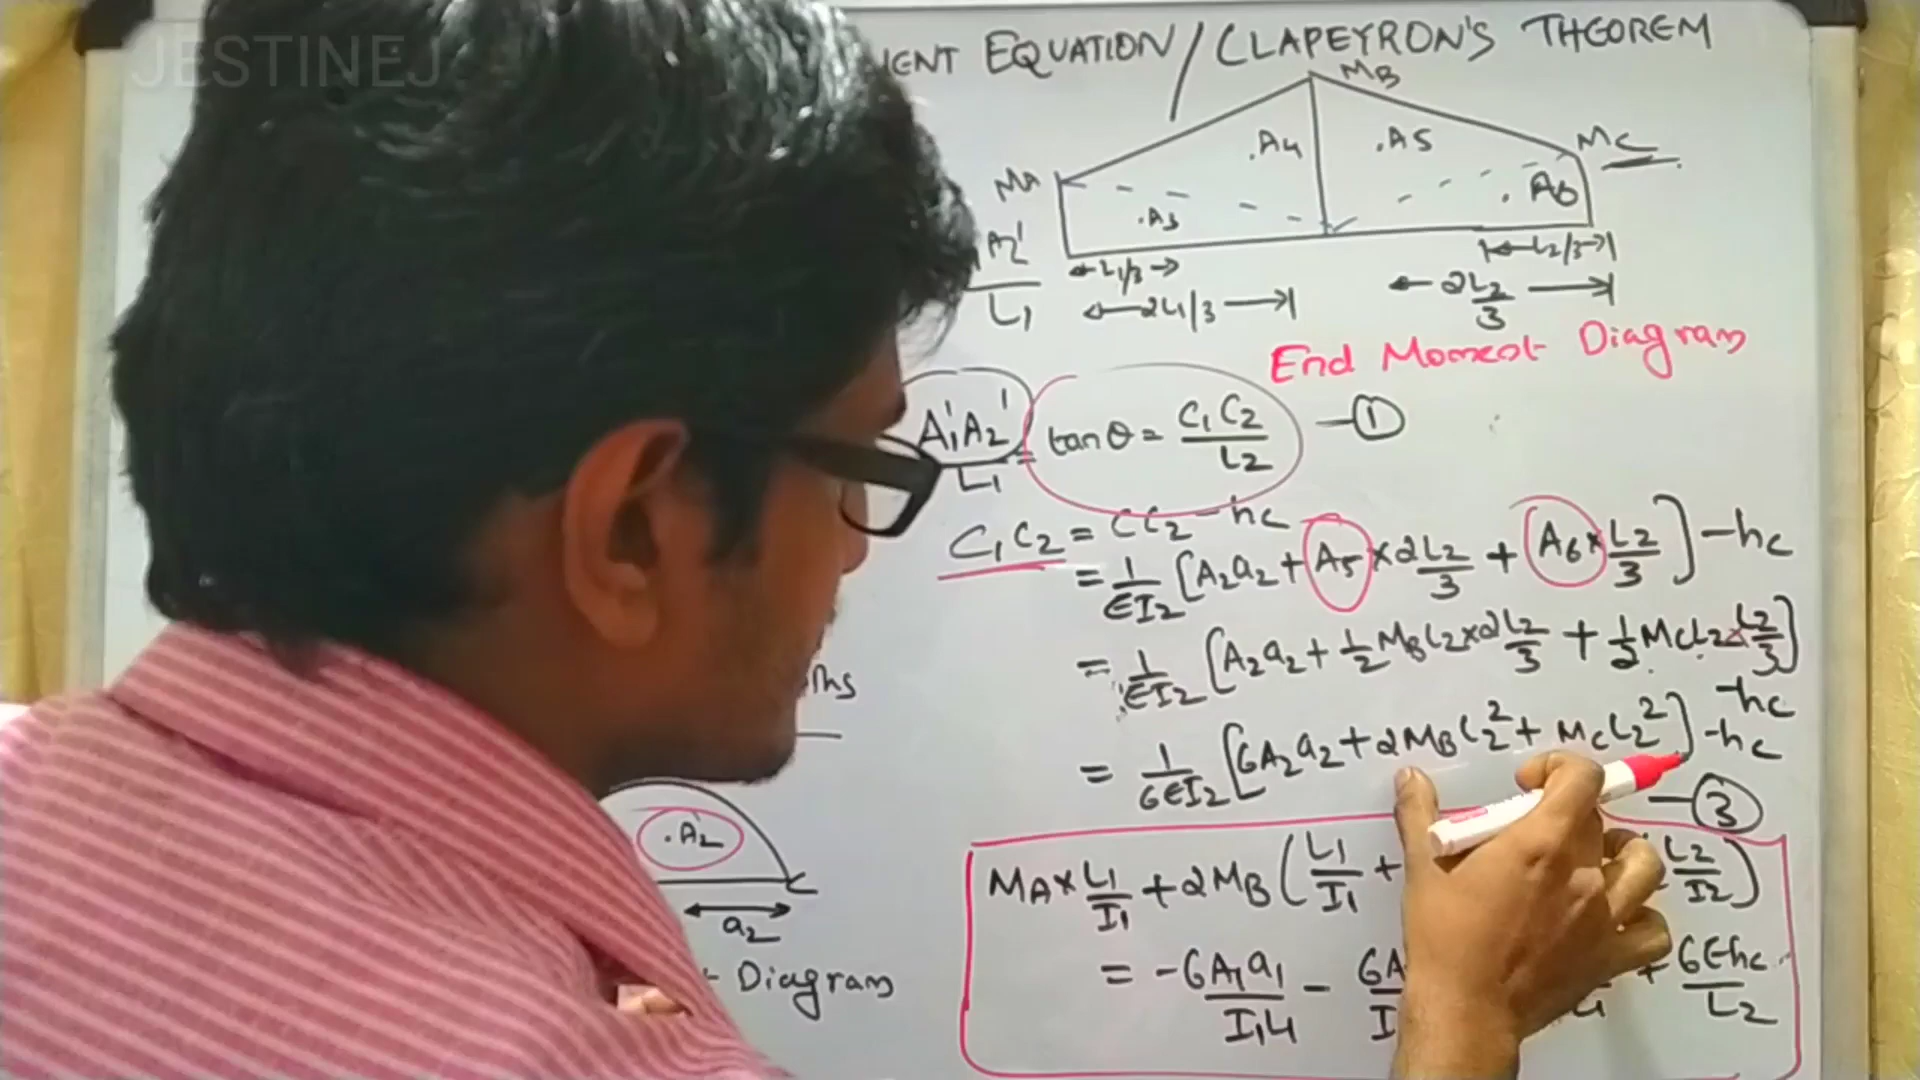 JESTINEJ
EQUATION / CLAPEYRON'S THEOREM
MB
.A4 .A5 MC
MA
.A3 .A6
A2'
L1
L1/3 L2/3
2L1/3 2L2/3
End Moment Diagram
A1'A2'/L1 = tan θ = C1C2/L2 —①
C1C2 = CC2 - hc
= 1/EI2 [A2a2 + A5 × 2L2/3 + A6 × L2/3] - hc
= 1/EI2 [A2a2 + 1/2 MBL2 × 2L2/3 + 1/2 MCL2 × L2/3] - hc
= 1/6EI2 [6A2a2 + 2MBL2² + MCL2²] - hc
—③
.A2
C
a2
Diagram
MA × L1/I1 + 2MB (L1/I1 + L2/I2)
= -6A1a1/I1L1 - 6A + 6Ehc/L2